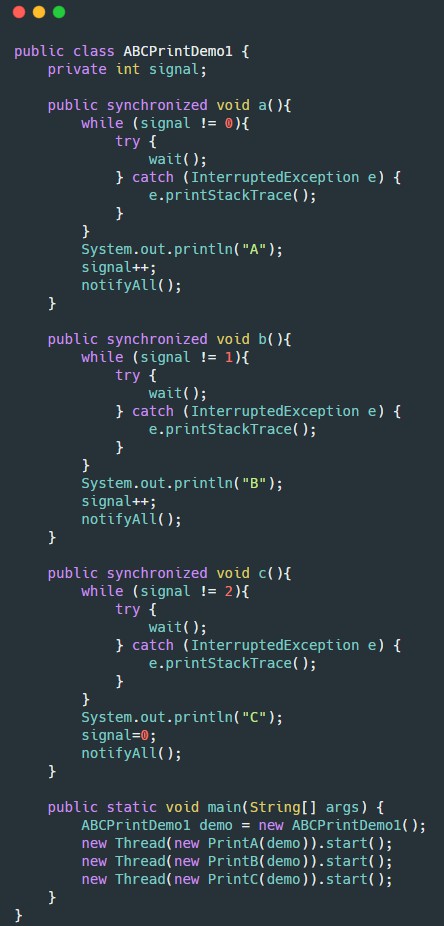 public class ABCPrintDemo1 {
    private int signal;

    public synchronized void a(){
        while (signal != 0){
            try {
                wait();
            } catch (InterruptedException e) {
                e.printStackTrace();
            }
        }
        System.out.println("A");
        signal++;
        notifyAll();
    }

    public synchronized void b(){
        while (signal != 1){
            try {
                wait();
            } catch (InterruptedException e) {
                e.printStackTrace();
            }
        }
        System.out.println("B");
        signal++;
        notifyAll();
    }

    public synchronized void c(){
        while (signal != 2){
            try {
                wait();
            } catch (InterruptedException e) {
                e.printStackTrace();
            }
        }
        System.out.println("C");
        signal=0;
        notifyAll();
    }

    public static void main(String[] args) {
        ABCPrintDemo1 demo = new ABCPrintDemo1();
        new Thread(new PrintA(demo)).start();
        new Thread(new PrintB(demo)).start();
        new Thread(new PrintC(demo)).start();
    }
}